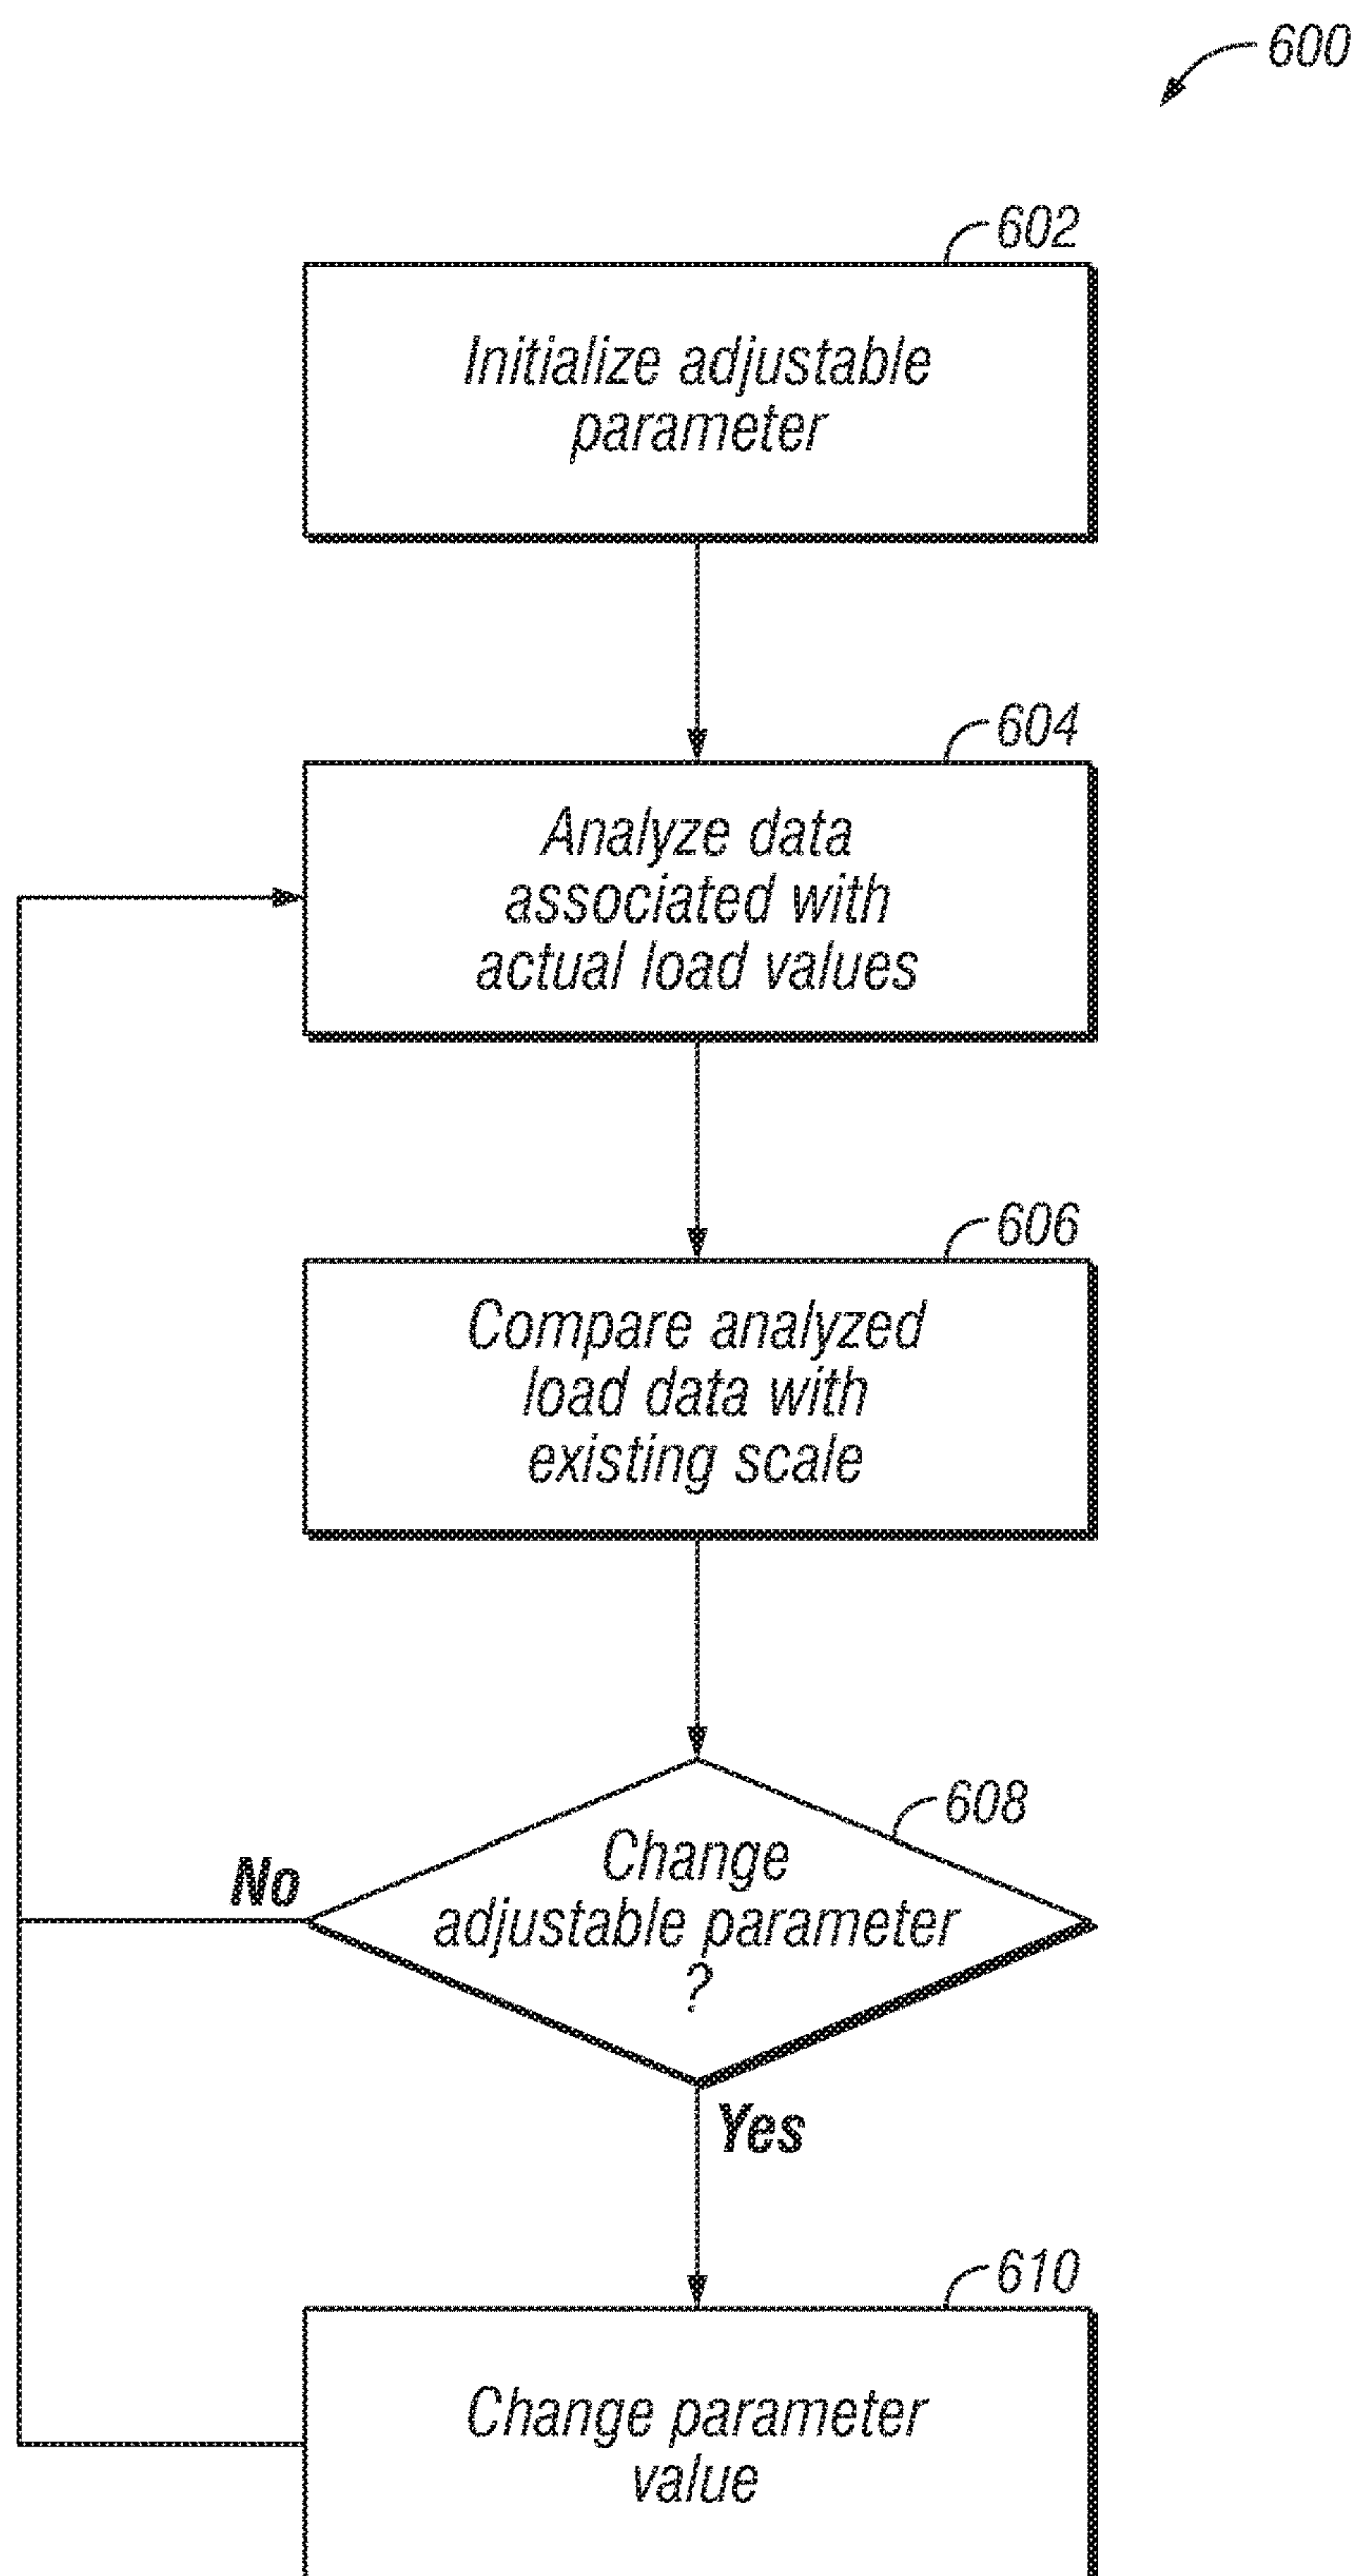 600
602
Initialize adjustable
parameter
604
Analyze data
associated with
actual load values
606
Compare analyzed
load data with
existing scale
608
Change
adjustable parameter
?
No
Yes
610
Change parameter
value